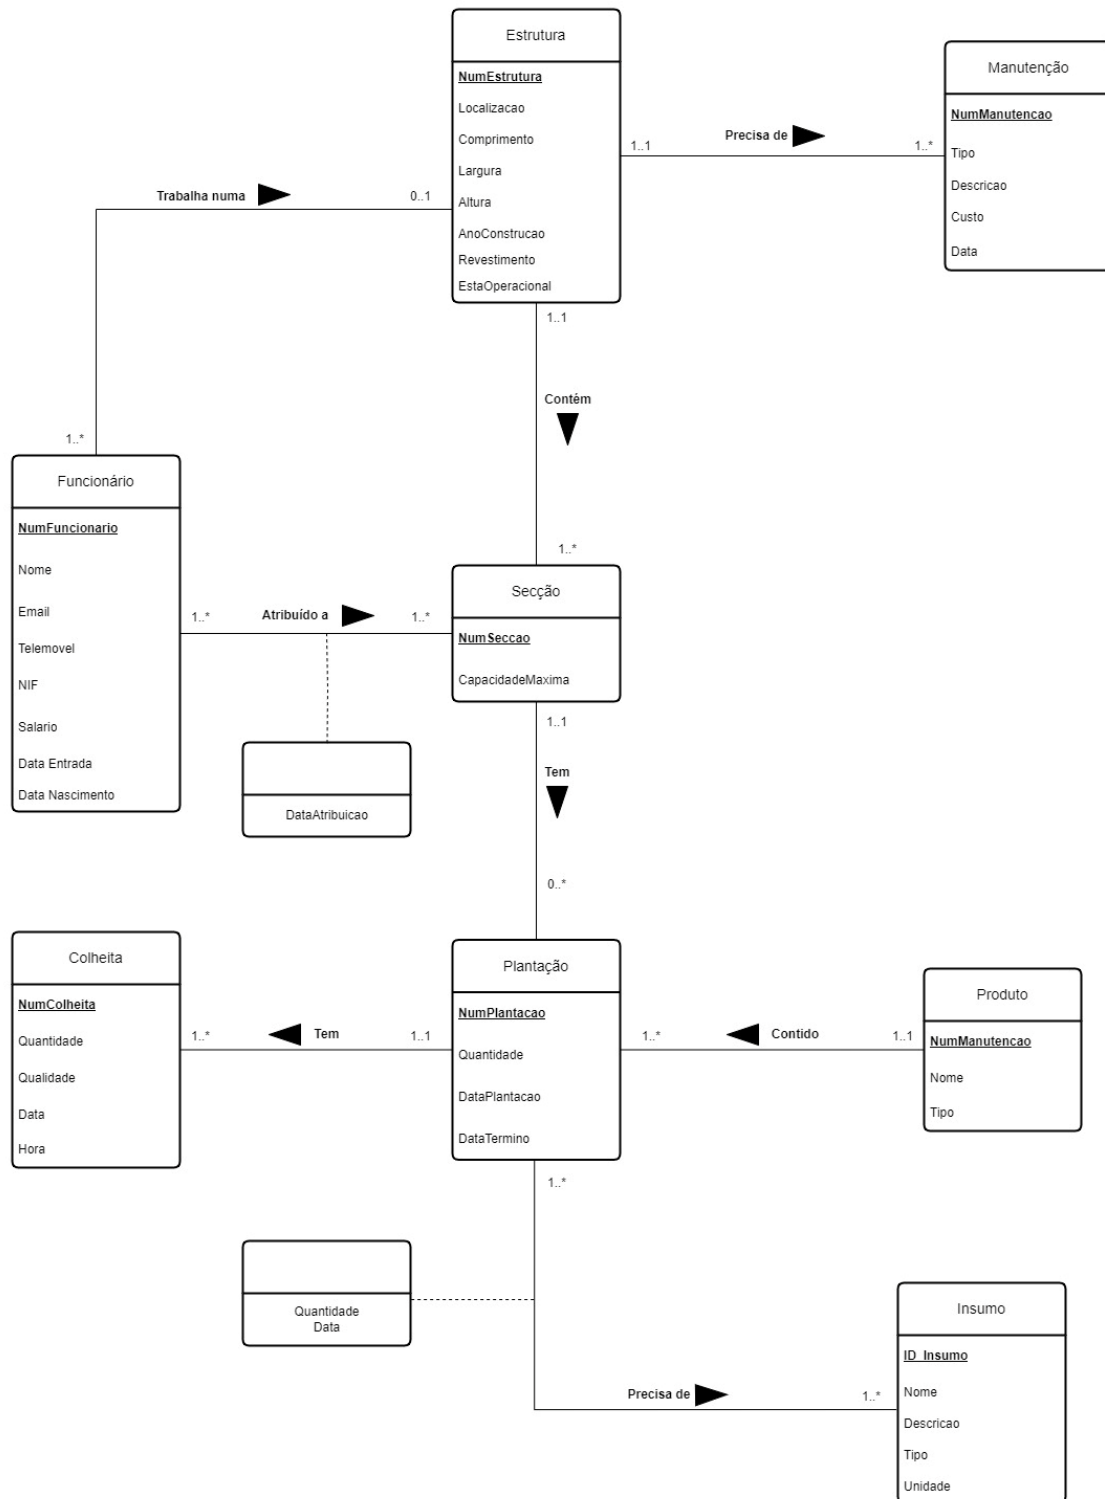 Estrutura
NumEstrutura
Localizacao
Comprimento
Largura
Altura
AnoConstrucao
Revestimento
EstaOperacional
Manutenção
NumManutencao
Tipo
Descricao
Custo
Data
1..1
Precisa de
1..*
Trabalha numa
0..1
1..*
1..1
Contém
1..*
Funcionário
NumFuncionario
Nome
Email
Telemovel
NIF
Salario
Data Entrada
Data Nascimento
1..*
Atribuído a
1..*
DataAtribuicao
Secção
NumSeccao
CapacidadeMaxima
1..1
Tem
0..*
Colheita
NumColheita
Quantidade
Qualidade
Data
Hora
1..*
Tem
1..1
Plantação
NumPlantacao
Quantidade
DataPlantacao
DataTermino
1..*
Contido
1..1
Produto
NumManutencao
Nome
Tipo
1..*
Quantidade
Data
Precisa de
1..*
Insumo
ID_Insumo
Nome
Descricao
Tipo
Unidade